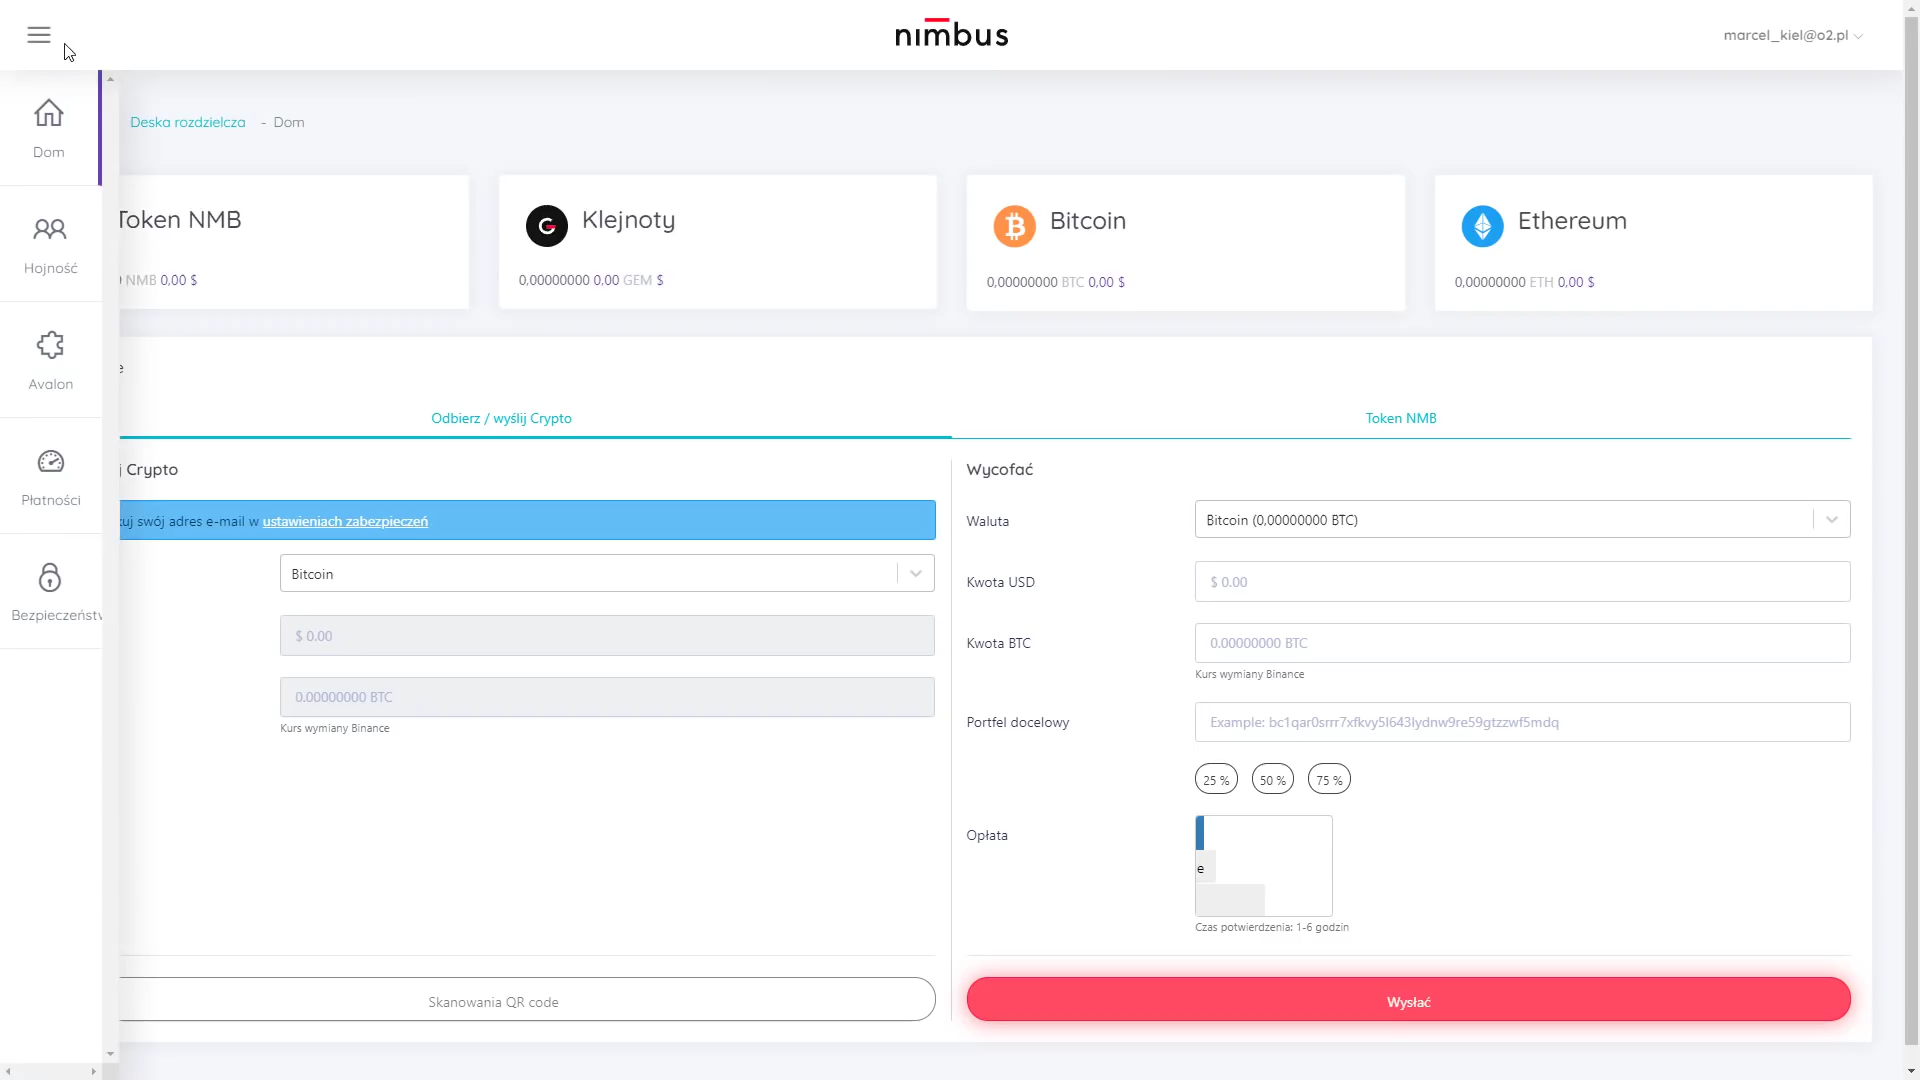 nimbus
marcel_kiel@o2.pl
Dom
Hojność
Avalon
Płatności
Bezpieczeństw
Deska rozdzielcza - Dom
Token NMB
NMB 0,00 $
Klejnoty
0,00000000 0,00 GEM $
Bitcoin
0,00000000 BTC 0,00 $
Ethereum
0,00000000 ETH 0,00 $
e
Odbierz / wyślij Crypto
Token NMB
j Crypto
kuj swój adres e-mail w ustawieniach zabezpieczeń
Bitcoin
$ 0.00
0.00000000 BTC
Kurs wymiany Binance
Skanowania QR code
Wycofać
Waluta
Bitcoin (0,00000000 BTC)
Kwota USD
$ 0.00
Kwota BTC
0.00000000 BTC
Kurs wymiany Binance
Portfel docelowy
Example: bc1qar0srrr7xfkvy5l643lydnw9re59gtzzwf5mdq
25 %
50 %
75 %
Opłata
e
Czas potwierdzenia: 1-6 godzin
Wysłać